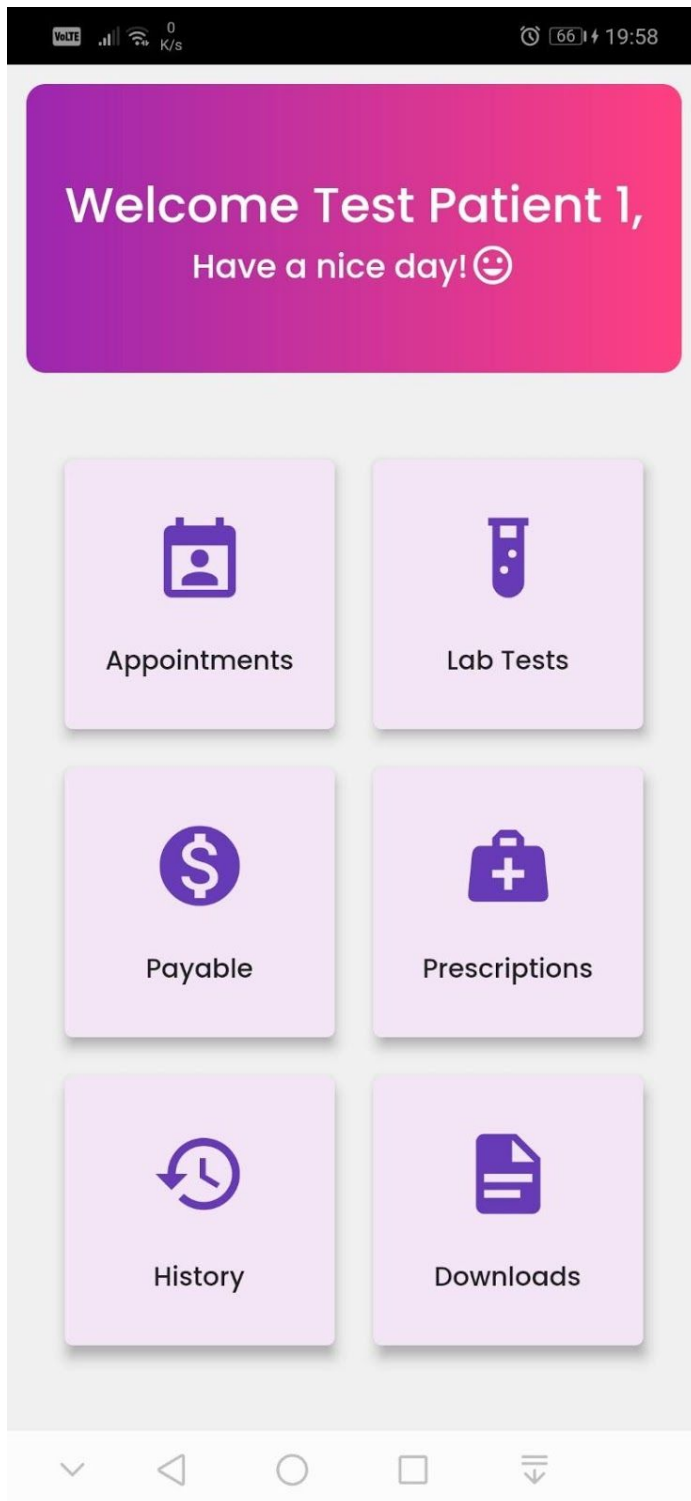 VoLTE 0 K/s 66 19:58
Welcome Test Patient 1,
Have a nice day!
Appointments Lab Tests
Payable Prescriptions
History Downloads